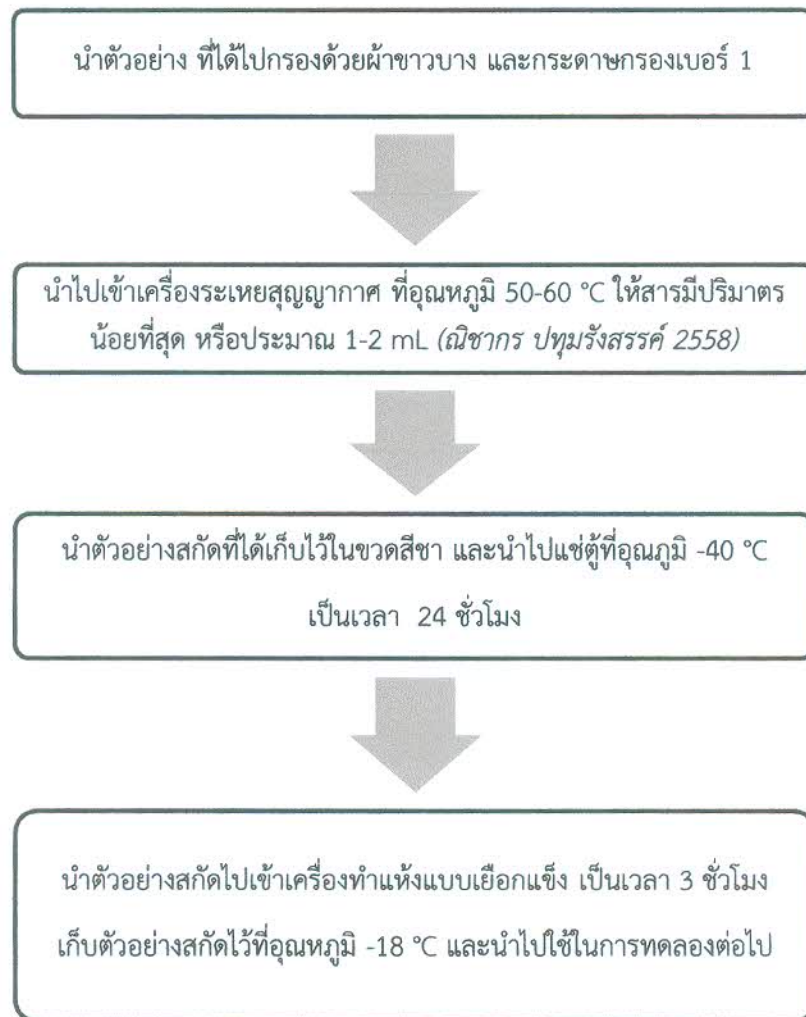 นำตัวอย่าง ที่ได้ไปกรองด้วยผ้าขาวบาง และกระดาษกรองเบอร์ 1
นำไปเข้าเครื่องระเหยสุญญากาศ ที่อุณหภูมิ 50-60 °C ให้สารมีปริมาตร
น้อยที่สุด หรือประมาณ 1-2 mL (ณิชากร ปทุมรังสรรค์ 2558)
นำตัวอย่างสกัดที่ได้เก็บไว้ในขวดสีชา และนำไปแช่ตู้ที่อุณภูมิ -40 °C
เป็นเวลา 24 ชั่วโมง
นำตัวอย่างสกัดไปเข้าเครื่องทำแห้งแบบเยือกแข็ง เป็นเวลา 3 ชั่วโมง
เก็บตัวอย่างสกัดไว้ที่อุณหภูมิ -18 °C และนำไปใช้ในการทดลองต่อไป